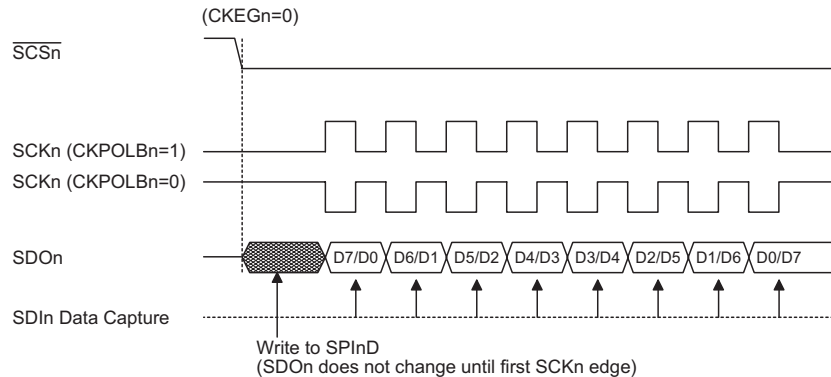 (CKEGn=0)
SCSn
SCKn (CKPOLBn=1)
SCKn (CKPOLBn=0)
SDOn
D7/D0 D6/D1 D5/D2 D4/D3 D3/D4 D2/D5 D1/D6 D0/D7
SDIn Data Capture
Write to SPInD
(SDOn does not change until first SCKn edge)